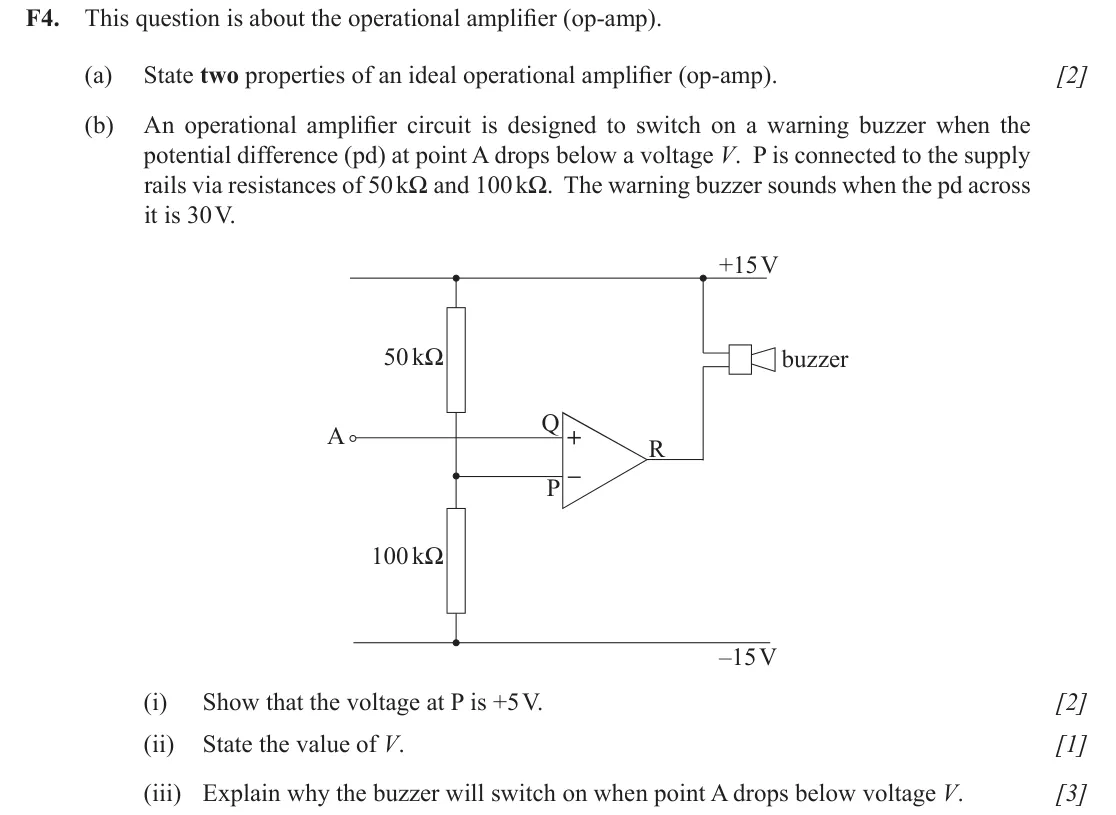 F4. This question is about the operational amplifier (op-amp).
(a) State two properties of an ideal operational amplifier (op-amp). [2]
(b) An operational amplifier circuit is designed to switch on a warning buzzer when the
potential difference (pd) at point A drops below a voltage V. P is connected to the supply
rails via resistances of 50 kΩ and 100 kΩ. The warning buzzer sounds when the pd across
it is 30 V.
+15 V
50 kΩ
buzzer
A
Q
+
R
–
P
100 kΩ
–15 V
(i) Show that the voltage at P is +5 V. [2]
(ii) State the value of V. [1]
(iii) Explain why the buzzer will switch on when point A drops below voltage V. [3]